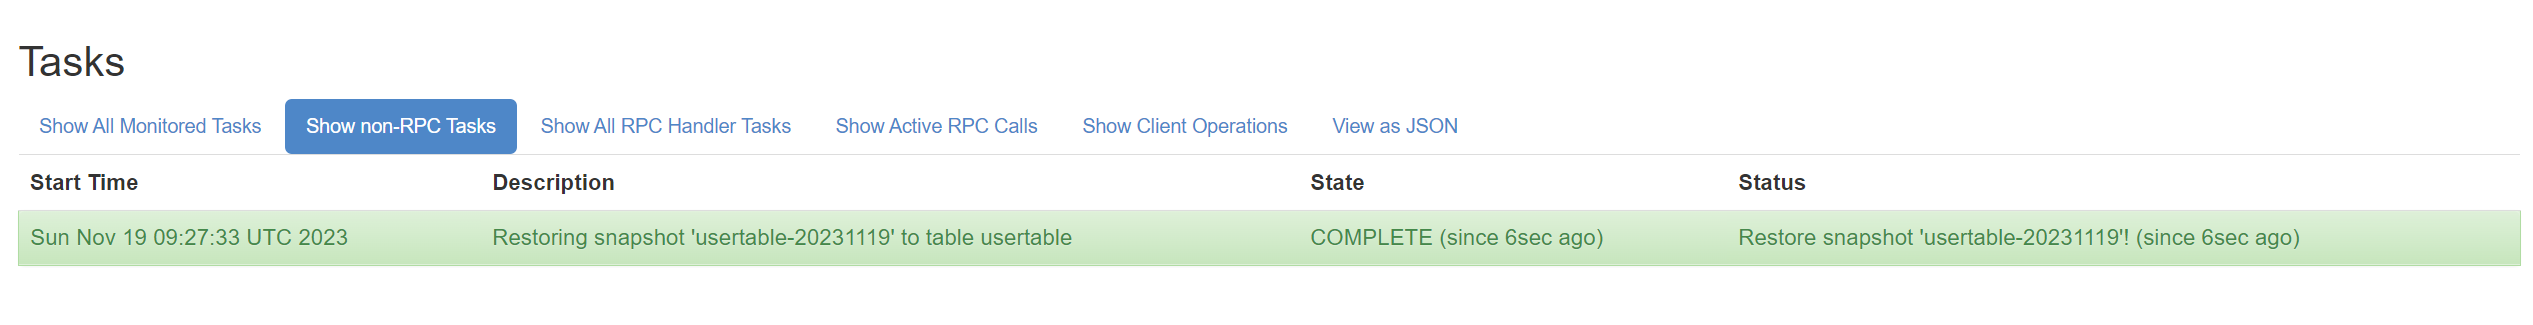 Tasks
Show All Monitored Tasks Show non-RPC Tasks Show All RPC Handler Tasks Show Active RPC Calls Show Client Operations View as JSON
Start Time Description State Status
Sun Nov 19 09:27:33 UTC 2023 Restoring snapshot 'usertable-20231119' to table usertable COMPLETE (since 6sec ago) Restore snapshot 'usertable-20231119'! (since 6sec ago)